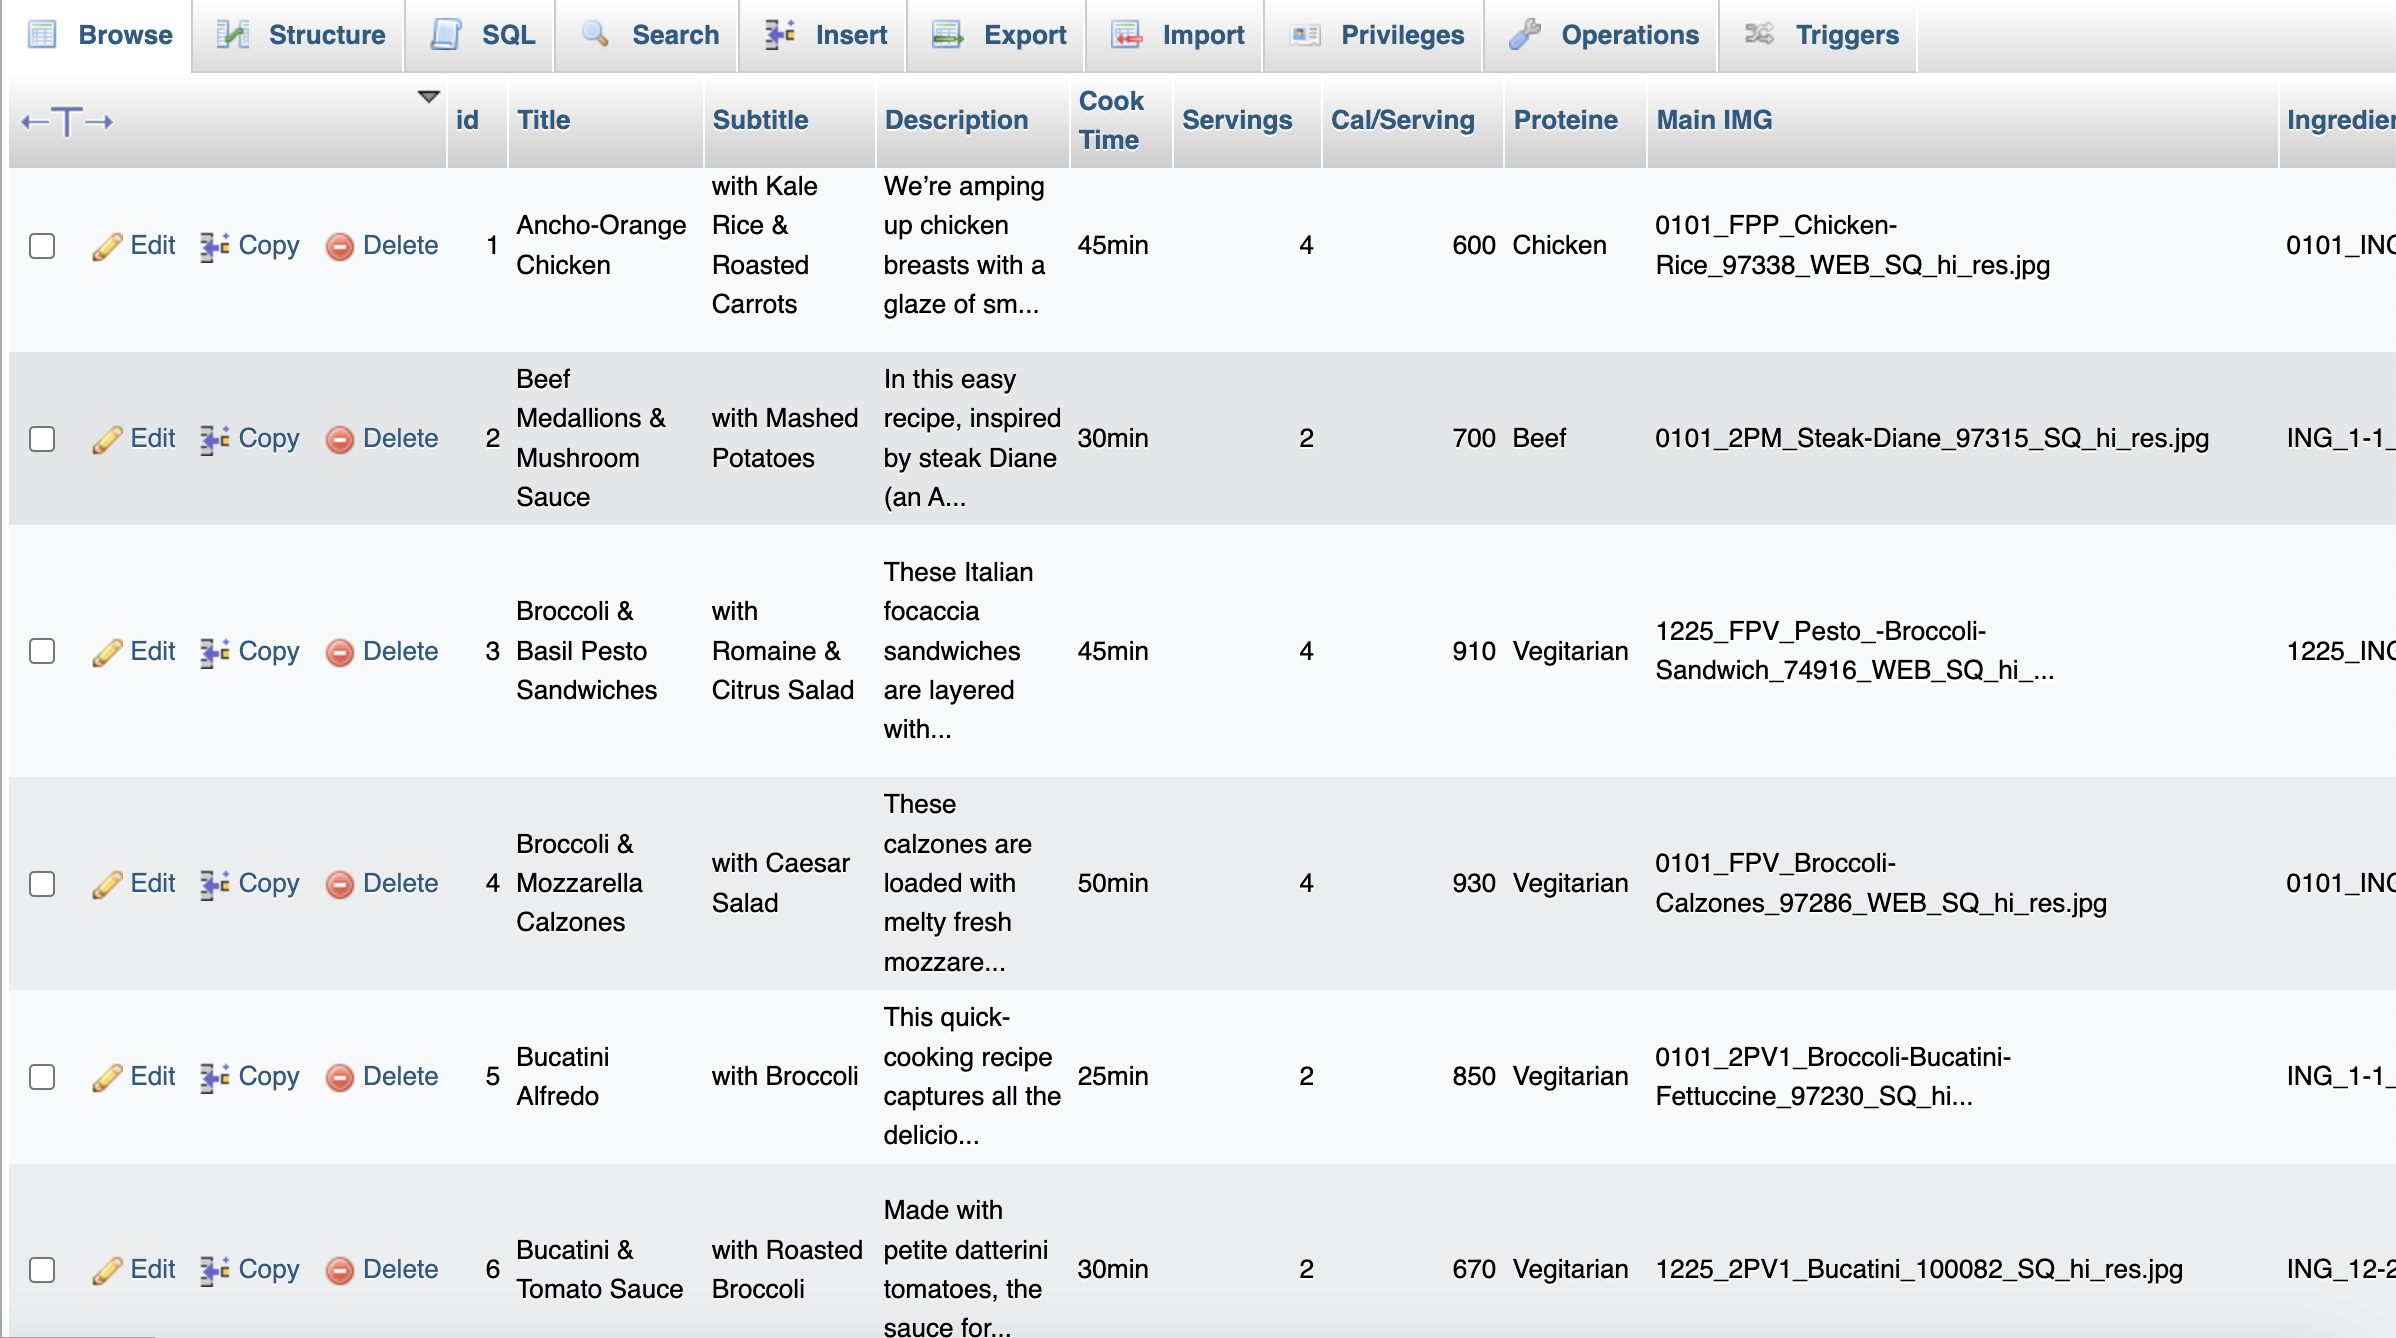 Browse Structure SQL Search Insert Export Import Privileges Operations Triggers
id Title Subtitle Description Cook Time Servings Cal/Serving Proteine Main IMG Ingredien
Edit Copy Delete 1
Ancho-Orange
Chicken
with Kale
Rice &
Roasted
Carrots
We’re amping
up chicken
breasts with a
glaze of sm...
45min 4 600 Chicken
0101_FPP_Chicken-
Rice_97338_WEB_SQ_hi_res.jpg
0101_ING
Edit Copy Delete 2
Beef
Medallions &
Mushroom
Sauce
with Mashed
Potatoes
In this easy
recipe, inspired
by steak Diane
(an A...
30min 2 700 Beef
0101_2PM_Steak-Diane_97315_SQ_hi_res.jpg
ING_1-1_
Edit Copy Delete 3
Broccoli &
Basil Pesto
Sandwiches
with
Romaine &
Citrus Salad
These Italian
focaccia
sandwiches
are layered
with...
45min 4 910 Vegitarian
1225_FPV_Pesto_-Broccoli-
Sandwich_74916_WEB_SQ_hi_...
1225_ING
Edit Copy Delete 4
Broccoli &
Mozzarella
Calzones
with Caesar
Salad
These
calzones are
loaded with
melty fresh
mozzare...
50min 4 930 Vegitarian
0101_FPV_Broccoli-
Calzones_97286_WEB_SQ_hi_res.jpg
0101_ING
Edit Copy Delete 5
Bucatini
Alfredo
with Broccoli
This quick-
cooking recipe
captures all the
delicio...
25min 2 850 Vegitarian
0101_2PV1_Broccoli-Bucatini-
Fettuccine_97230_SQ_hi...
ING_1-1_
Edit Copy Delete 6
Bucatini &
Tomato Sauce
with Roasted
Broccoli
Made with
petite datterini
tomatoes, the
sauce for...
30min 2 670 Vegitarian
1225_2PV1_Bucatini_100082_SQ_hi_res.jpg
ING_12-2